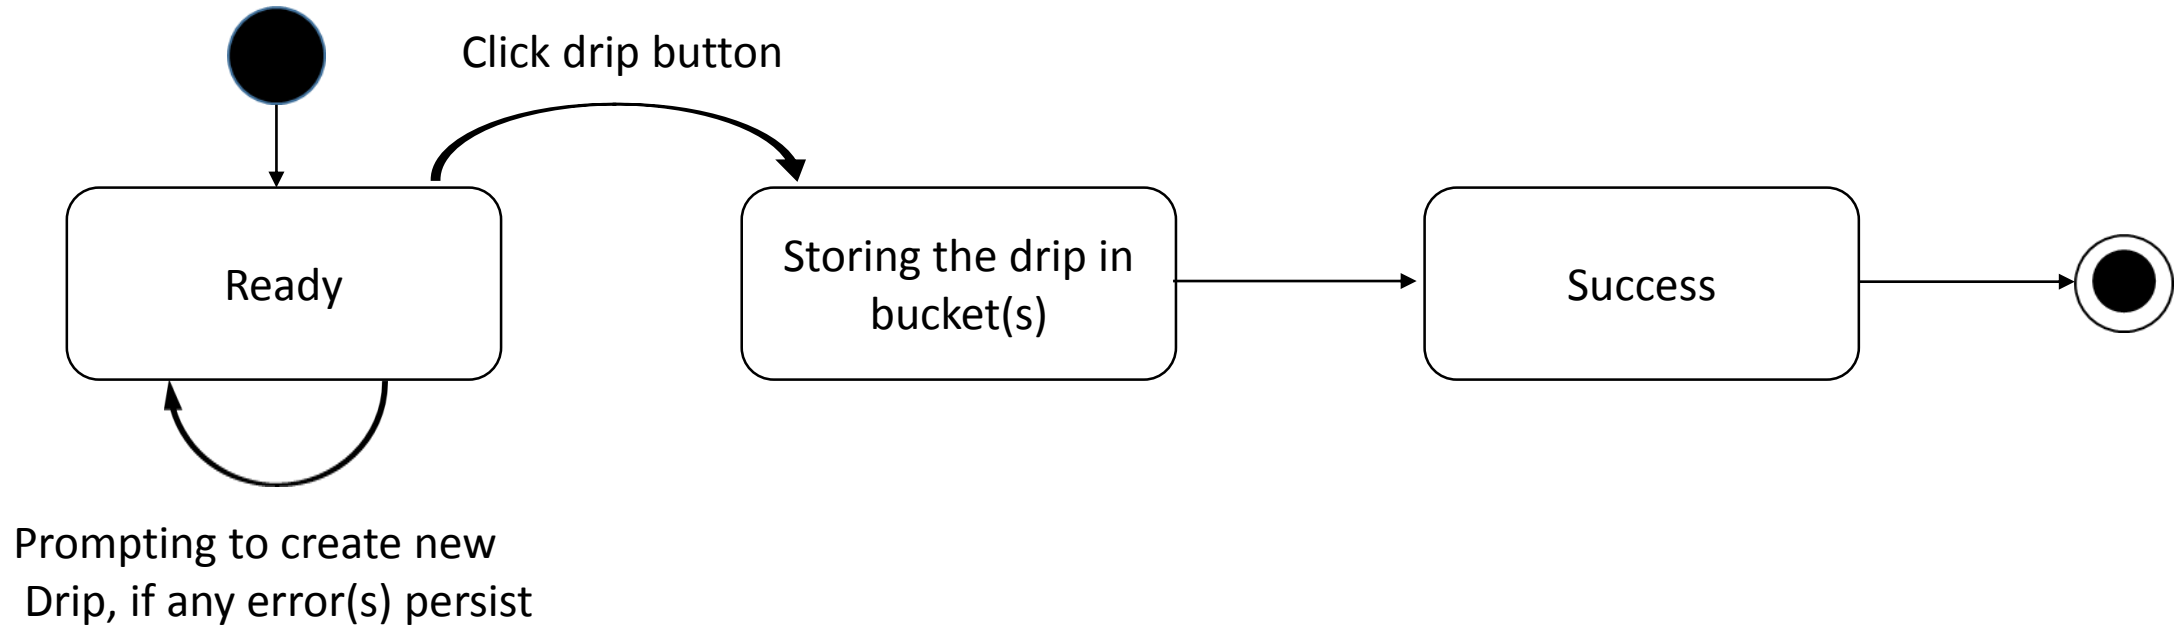 Click drip button
Ready
Storing the drip in
bucket(s)
Success
Prompting to create new
Drip, if any error(s) persist